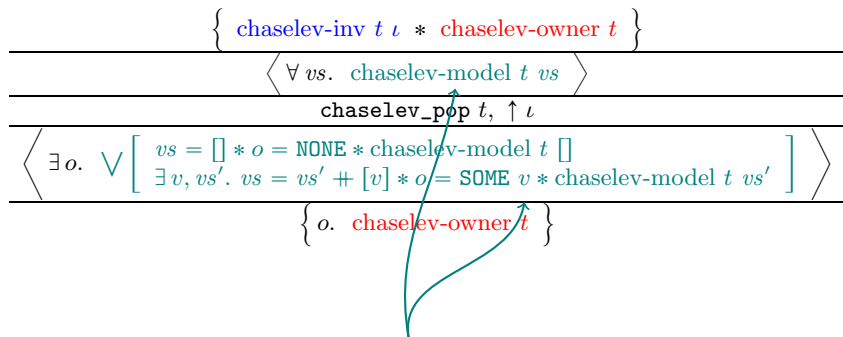 { chaselev-inv t ι ∗ chaselev-owner t }
⟨ ∀ vs. chaselev-model t vs ⟩
chaselev_pop t, ↑ ι
⟨ ∃ o. ⋁ [ vs = [] ∗ o = NONE ∗ chaselev-model t []
∃ v, vs′. vs = vs′ ⧺ [v] ∗ o = SOME v ∗ chaselev-model t vs′ ] ⟩
{ o. chaselev-owner t }